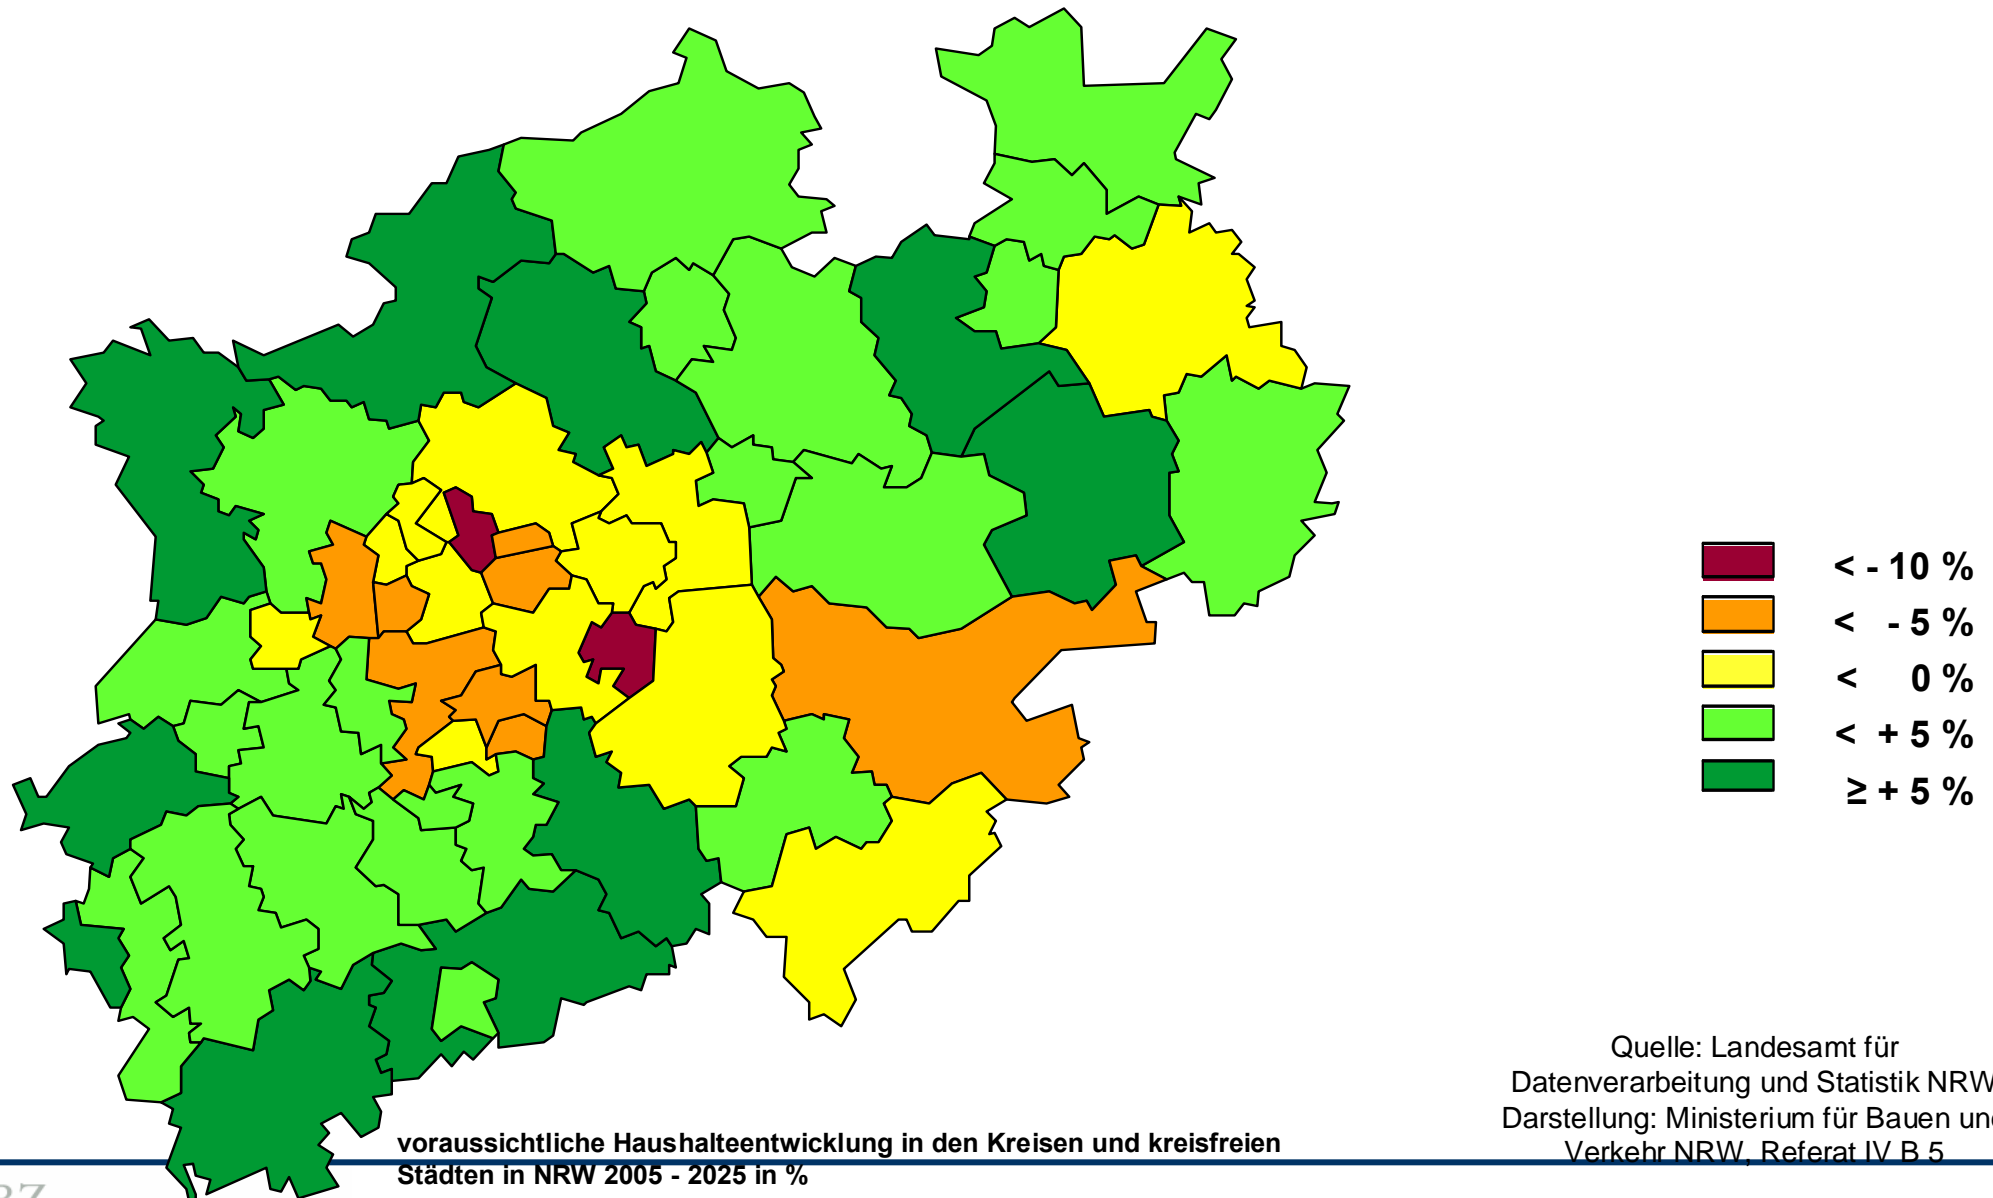 < - 10 %
< - 5 %
< 0 %
< + 5 %
≥ + 5 %
Quelle: Landesamt für
Datenverarbeitung und Statistik NRW
Darstellung: Ministerium für Bauen un
Verkehr NRW, Referat IV B 5
voraussichtliche Haushalteentwicklung in den Kreisen und kreisfreien
Städten in NRW 2005 - 2025 in %